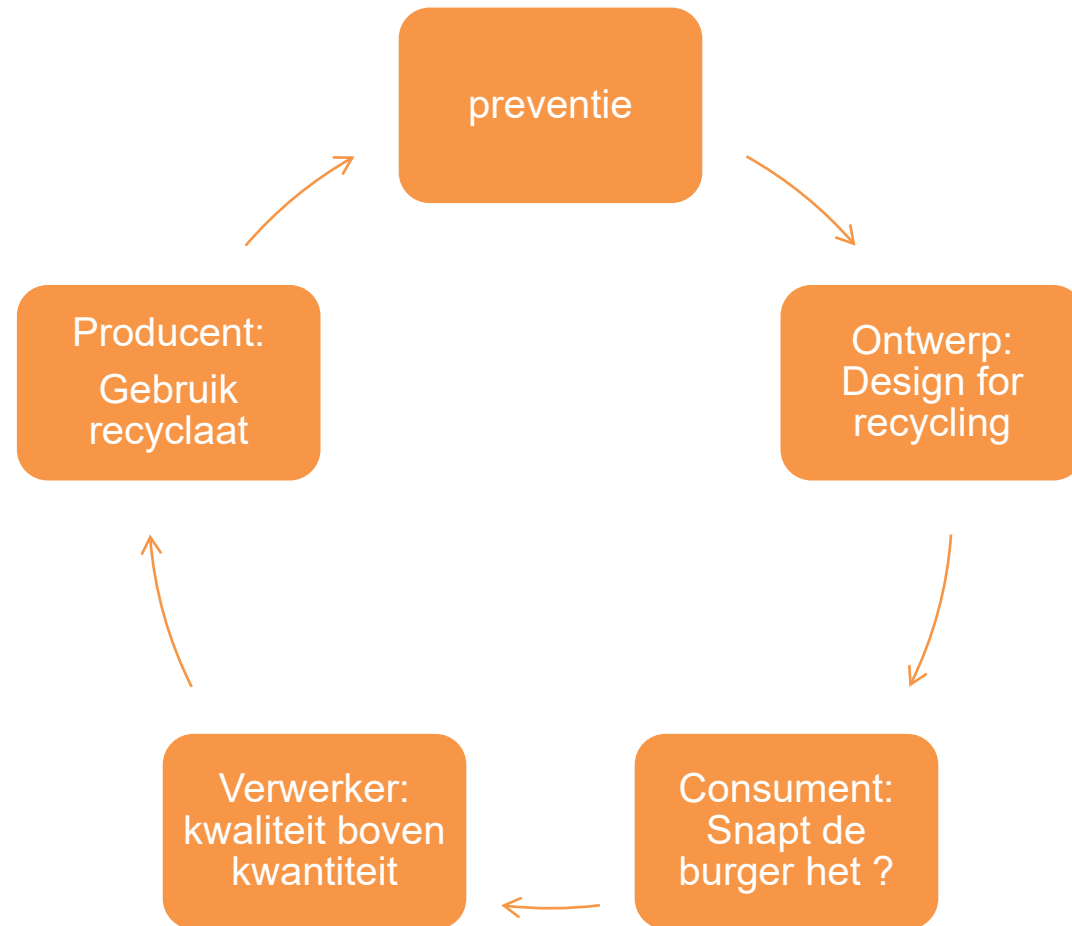 preventie
Ontwerp:
Design for
recycling
Consument:
Snapt de
burger het ?
Verwerker:
kwaliteit boven
kwantiteit
Producent:
Gebruik
recyclaat